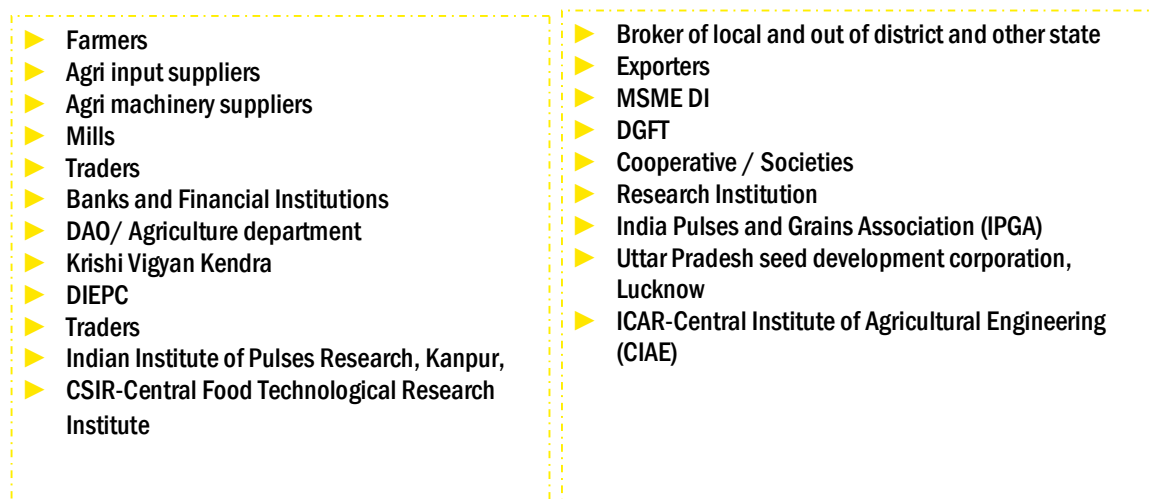 Farmers
Agri input suppliers
Agri machinery suppliers
Mills
Traders
Banks and Financial Institutions
DAO/ Agriculture department
Krishi Vigyan Kendra
DIEPC
Traders
Indian Institute of Pulses Research, Kanpur,
CSIR-Central Food Technological Research
Institute
Broker of local and out of district and other state
Exporters
MSME DI
DGFT
Cooperative / Societies
Research Institution
India Pulses and Grains Association (IPGA)
Uttar Pradesh seed development corporation,
Lucknow
ICAR-Central Institute of Agricultural Engineering
(CIAE)